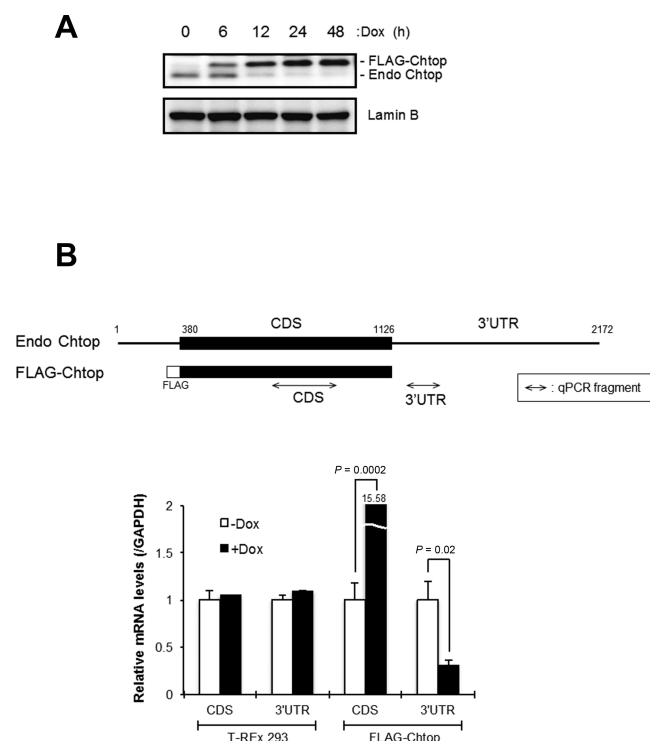 A
0 6 12 24 48 :Dox (h)
- FLAG-Chtop
- Endo Chtop
Lamin B
B
1 380 CDS 1126 3'UTR 2172
Endo Chtop
FLAG-Chtop
FLAG
CDS
3'UTR
↔ : qPCR fragment
Relative mRNA levels (/GAPDH)
2
1.5
1
0.5
0
-Dox
+Dox
P = 0.0002
15.58
P = 0.02
CDS 3'UTR CDS 3'UTR
T-REx 293 FLAG-Chtop